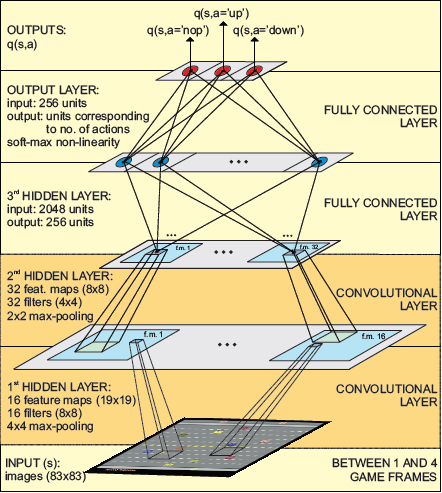 OUTPUTS:
q(s,a)
q(s,a='up')
q(s,a='nop') q(s,a='down')
OUTPUT LAYER:
input: 256 units
output: units corresponding
to no. of actions
soft-max non-linearity
FULLY CONNECTED
LAYER
3rd HIDDEN LAYER:
input: 2048 units
output: 256 units
FULLY CONNECTED
LAYER
... ...
f.m. 1 f.m. 32
2nd HIDDEN LAYER:
32 feat. maps (8x8)
32 filters (4x4)
2x2 max-pooling
CONVOLUTIONAL
LAYER
f.m. 1 f.m. 16
1st HIDDEN LAYER:
16 feature maps (19x19)
16 filters (8x8)
4x4 max-pooling
CONVOLUTIONAL
LAYER
INPUT (s):
images (83x83)
BETWEEN 1 AND 4
GAME FRAMES